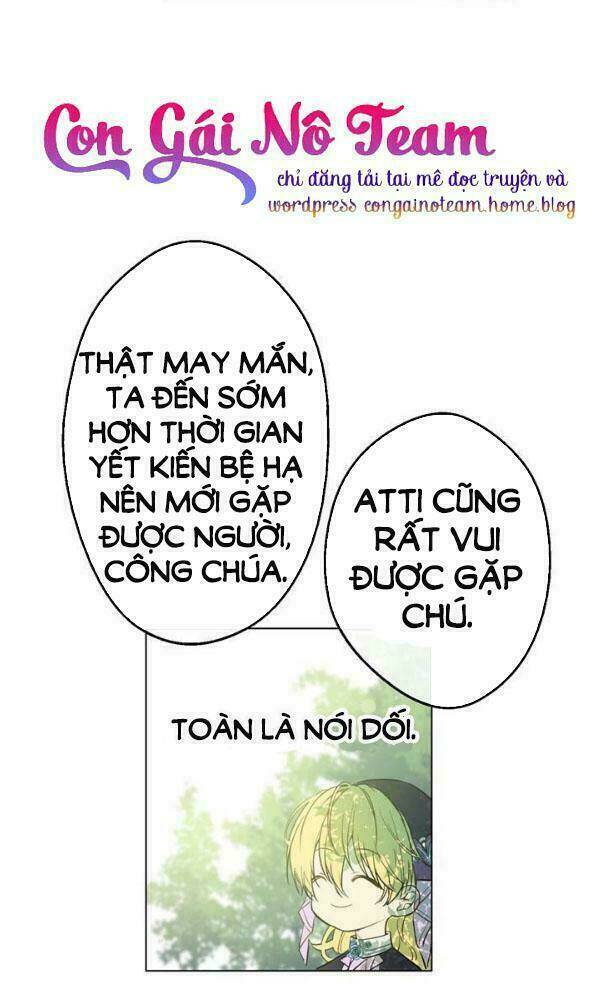 Con Gái Nô Team
chỉ đăng tải tại mê đọc truyện và
wordpress congainoteam.home.blog
THẬT MAY MẮN,
TA ĐẾN SỚM
HƠN THỜI GIAN
YẾT KIẾN BỆ HẠ
NÊN MỚI GẶP
ĐƯỢC NGƯỜI,
CÔNG CHÚA.
ATTI CŨNG
RẤT VUI
ĐƯỢC GẶP
CHÚ.
TOÀN LÀ NÓI DỐI.